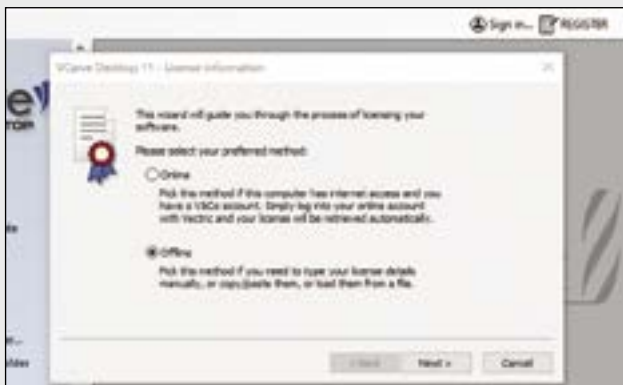 Sign in... REGISTER
VCarve Desktop 11 - License Information
This wizard will guide you through the process of licensing your
software.
Please select your preferred method:
Online
Pick this method if this computer has internet access and you
have a V&Co account. Simply log into your online account
with Vectric and your license will be retrieved automatically.
Offline
Pick this method if you need to type your license details
manually, or copy/paste them, or load them from a file.
< Back Next > Cancel